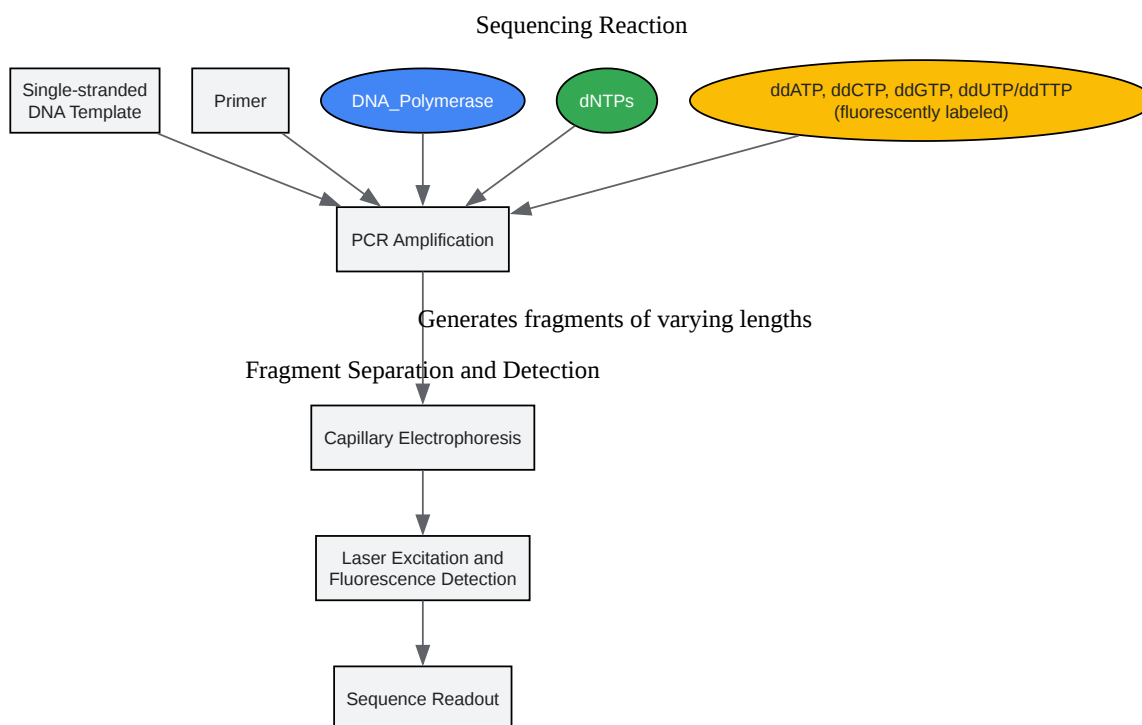 Sequencing Reaction
Single-stranded
DNA Template
Primer
DNA_Polymerase
dNTPs
ddATP, ddCTP, ddGTP, ddUTP/ddTTP
(fluorescently labeled)
PCR Amplification
Generates fragments of varying lengths
Fragment Separation and Detection
Capillary Electrophoresis
Laser Excitation and
Fluorescence Detection
Sequence Readout